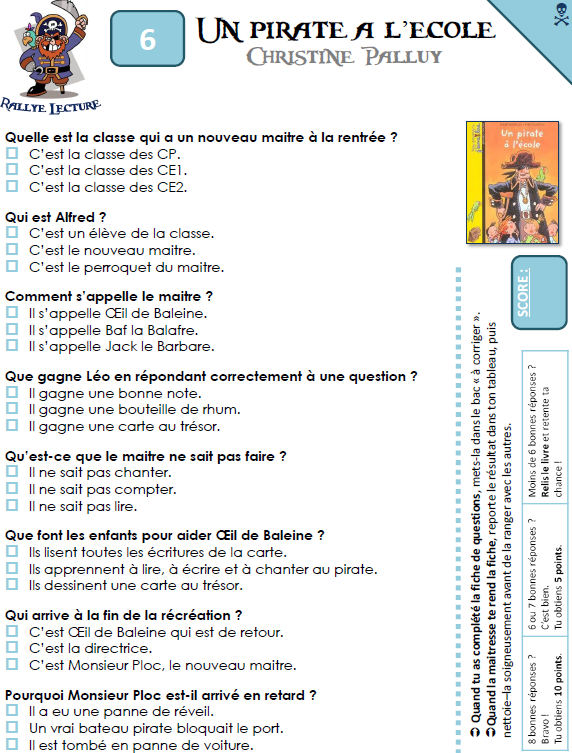 6
UN PIRATE A L'ECOLE
CHRISTINE PALLUY
RALLYE LECTURE
Quelle est la classe qui a un nouveau maitre à la rentrée ?
C'est la classe des CP.
C'est la classe des CE1.
C'est la classe des CE2.
Un pirate
à l'école
Qui est Alfred ?
C'est un élève de la classe.
C'est le nouveau maitre.
C'est le perroquet du maitre.
Comment s'appelle le maitre ?
Il s'appelle Œil de Baleine.
Il s'appelle Baf la Balafre.
Il s'appelle Jack le Barbare.
Que gagne Léo en répondant correctement à une question ?
Il gagne une bonne note.
Il gagne une bouteille de rhum.
Il gagne une carte au trésor.
Qu'est-ce que le maitre ne sait pas faire ?
Il ne sait pas chanter.
Il ne sait pas compter.
Il ne sait pas lire.
Que font les enfants pour aider Œil de Baleine ?
Ils lisent toutes les écritures de la carte.
Ils apprennent à lire, à écrire et à chanter au pirate.
Ils dessinent une carte au trésor.
Qui arrive à la fin de la récréation ?
C'est Œil de Baleine qui est de retour.
C'est la directrice.
C'est Monsieur Ploc, le nouveau maitre.
Pourquoi Monsieur Ploc est-il arrivé en retard ?
Il a eu une panne de réveil.
Un vrai bateau pirate bloquait le port.
Il est tombé en panne de voiture.
➲ Quand tu as complété la fiche de questions, mets-la dans le bac « à corriger ».
➲ Quand la maitresse te rend la fiche, reporte le résultat dans ton tableau, puis
nettoie-la soigneusement avant de la ranger avec les autres.
SCORE :
8 bonnes réponses ?
Bravo !
Tu obtiens 10 points.
6 ou 7 bonnes réponses ?
C'est bien.
Tu obtiens 5 points.
Moins de 6 bonnes réponses ?
Relis le livre et retente ta
chance !